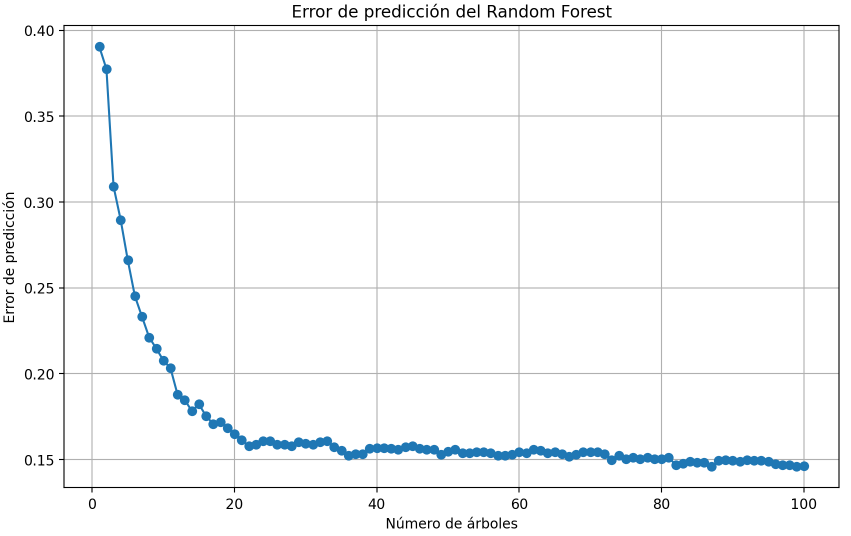 Error de predicción del Random Forest
0.40
0.35
0.30
0.25
0.20
0.15
Error de predicción
0 20 40 60 80 100
Número de árboles